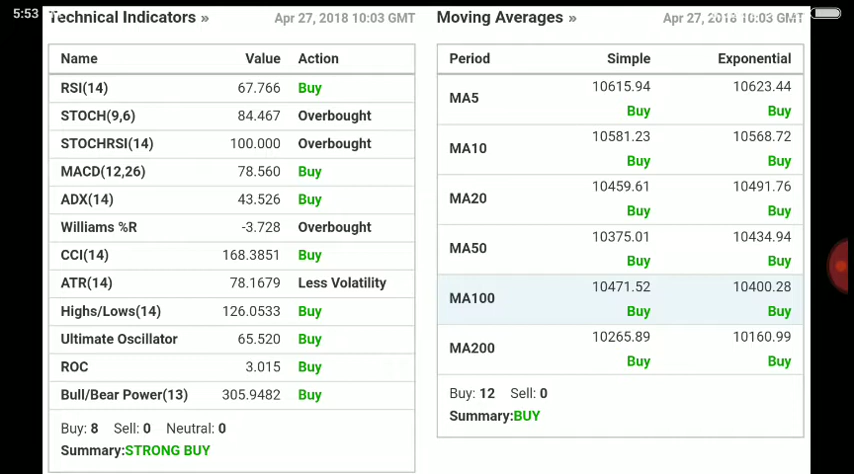 5:53
Technical Indicators » Apr 27, 2018 10:03 GMT
Name Value Action
RSI(14) 67.766 Buy
STOCH(9,6) 84.467 Overbought
STOCHRSI(14) 100.000 Overbought
MACD(12,26) 78.560 Buy
ADX(14) 43.526 Buy
Williams %R -3.728 Overbought
CCI(14) 168.3851 Buy
ATR(14) 78.1679 Less Volatility
Highs/Lows(14) 126.0533 Buy
Ultimate Oscillator 65.520 Buy
ROC 3.015 Buy
Bull/Bear Power(13) 305.9482 Buy
Buy: 8 Sell: 0 Neutral: 0
Summary:STRONG BUY
Moving Averages » Apr 27, 2018 10:03 GMT
Period Simple Exponential
MA5 10615.94 10623.44
Buy Buy
MA10 10581.23 10568.72
Buy Buy
MA20 10459.61 10491.76
Buy Buy
MA50 10375.01 10434.94
Buy Buy
MA100 10471.52 10400.28
Buy Buy
MA200 10265.89 10160.99
Buy Buy
Buy: 12 Sell: 0
Summary:BUY